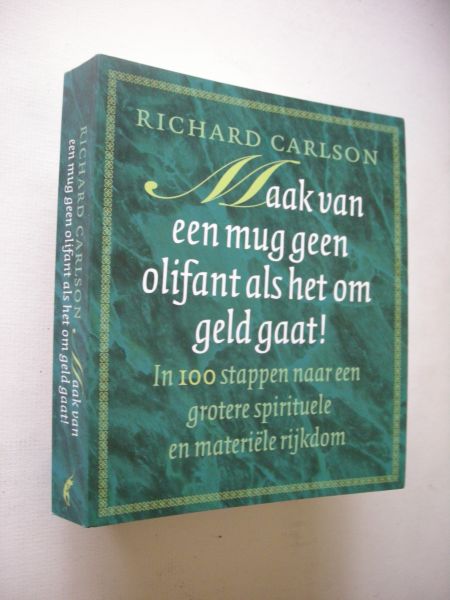 RICHARD CARLSON
Maak van
een mug geen
olifant als het om
geld gaat!
In 100 stappen naar een
grotere spirituele
en materiële rijkdom
RICHARD CARLSON • Maak van
een mug geen olifant als het om geld gaat!